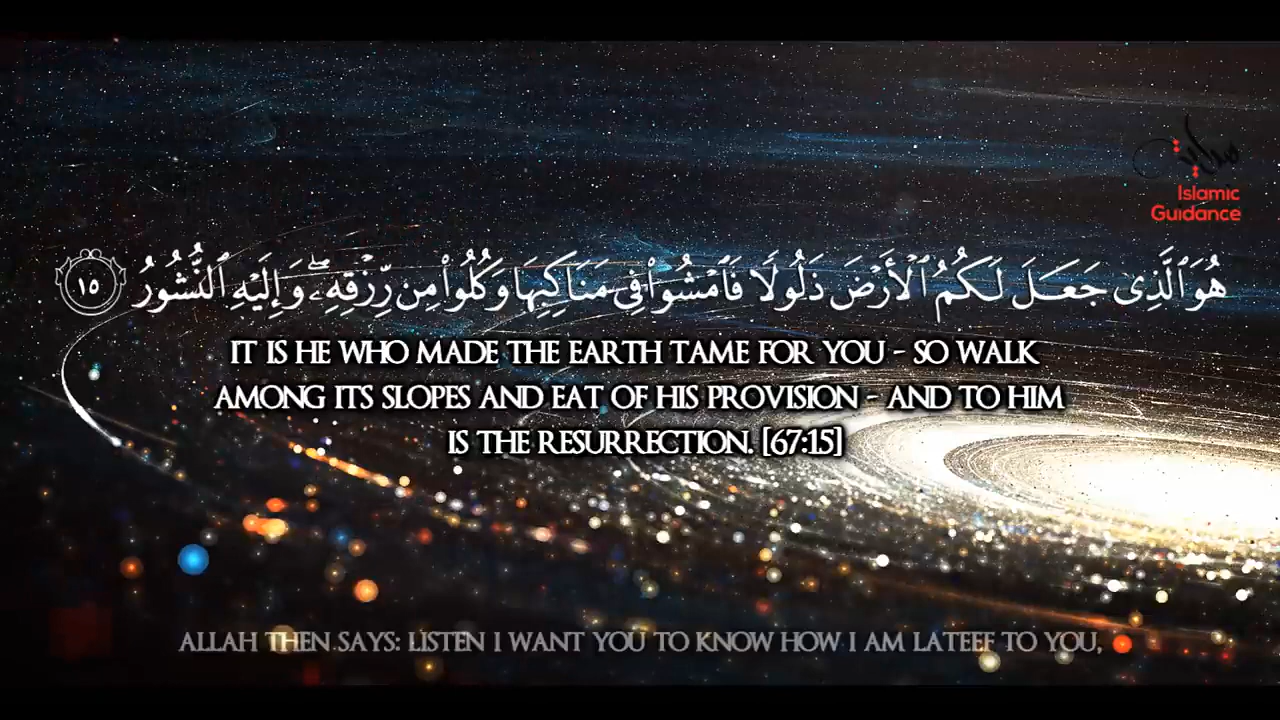 Islamic
Guidance
هُوَ ٱلَّذِى جَعَلَ لَكُمُ ٱلْأَرْضَ ذَلُولًا فَٱمْشُوا۟ فِى مَنَاكِبِهَا وَكُلُوا۟ مِن رِّزْقِهِۦ ۖ وَإِلَيْهِ ٱلنُّشُورُ ١٥
IT IS HE WHO MADE THE EARTH TAME FOR YOU - SO WALK
AMONG ITS SLOPES AND EAT OF HIS PROVISION - AND TO HIM
IS THE RESURRECTION. [67:15]
ALLAH THEN SAYS: LISTEN I WANT YOU TO KNOW HOW I AM LATEEF TO YOU,